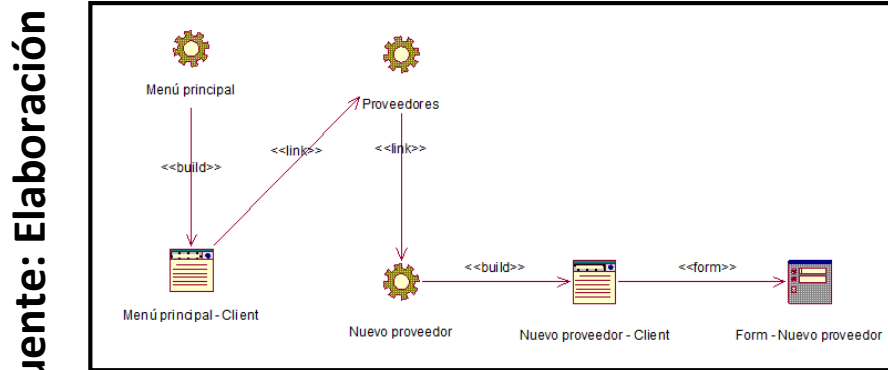 uente: Elaboración
Menú principal
Proveedores
<<link>>
<<link>>
<<build>>
Menú principal - Client
<<build>>
<<form>>
Nuevo proveedor
Nuevo proveedor - Client
Form - Nuevo proveedor